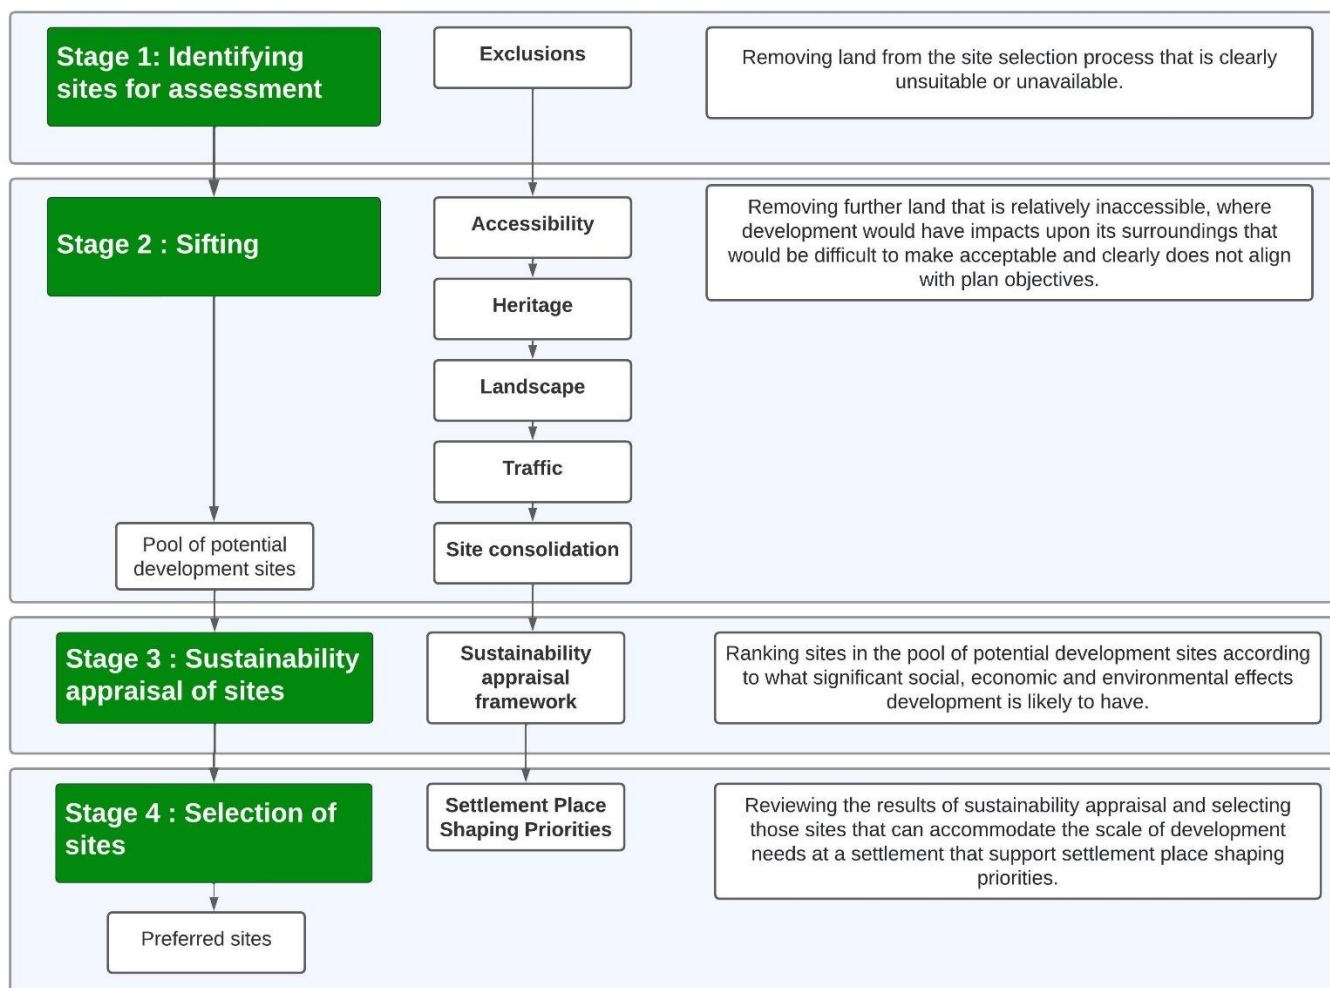 Stage 1: Identifying
sites for assessment
Exclusions
Removing land from the site selection process that is clearly
unsuitable or unavailable.
Stage 2 : Sifting
Accessibility
Heritage
Landscape
Traffic
Site consolidation
Removing further land that is relatively inaccessible, where
development would have impacts upon its surroundings that
would be difficult to make acceptable and clearly does not align
with plan objectives.
Pool of potential
development sites
Stage 3 : Sustainability
appraisal of sites
Sustainability
appraisal
framework
Ranking sites in the pool of potential development sites according
to what significant social, economic and environmental effects
development is likely to have.
Stage 4 : Selection of
sites
Settlement Place
Shaping Priorities
Reviewing the results of sustainability appraisal and selecting
those sites that can accommodate the scale of development
needs at a settlement that support settlement place shaping
priorities.
Preferred sites